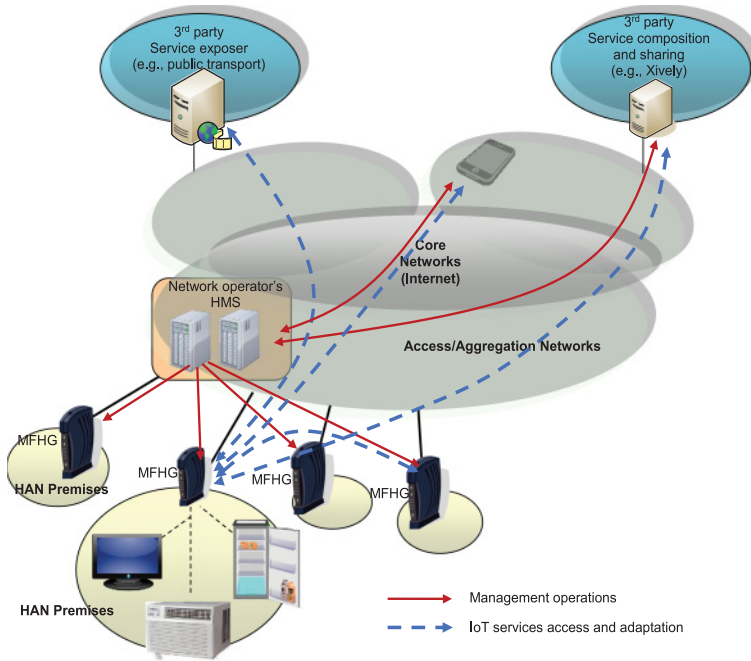 3rd party
Service exposer
(e.g., public transport)
3rd party
Service composition
and sharing
(e.g., Xively)
Core
Networks
(Internet)
Network operator's
HMS
Access/Aggregation Networks
MFHG
HAN Premises
MFHG
MFHG
MFHG
HAN Premises
Management operations
IoT services access and adaptation